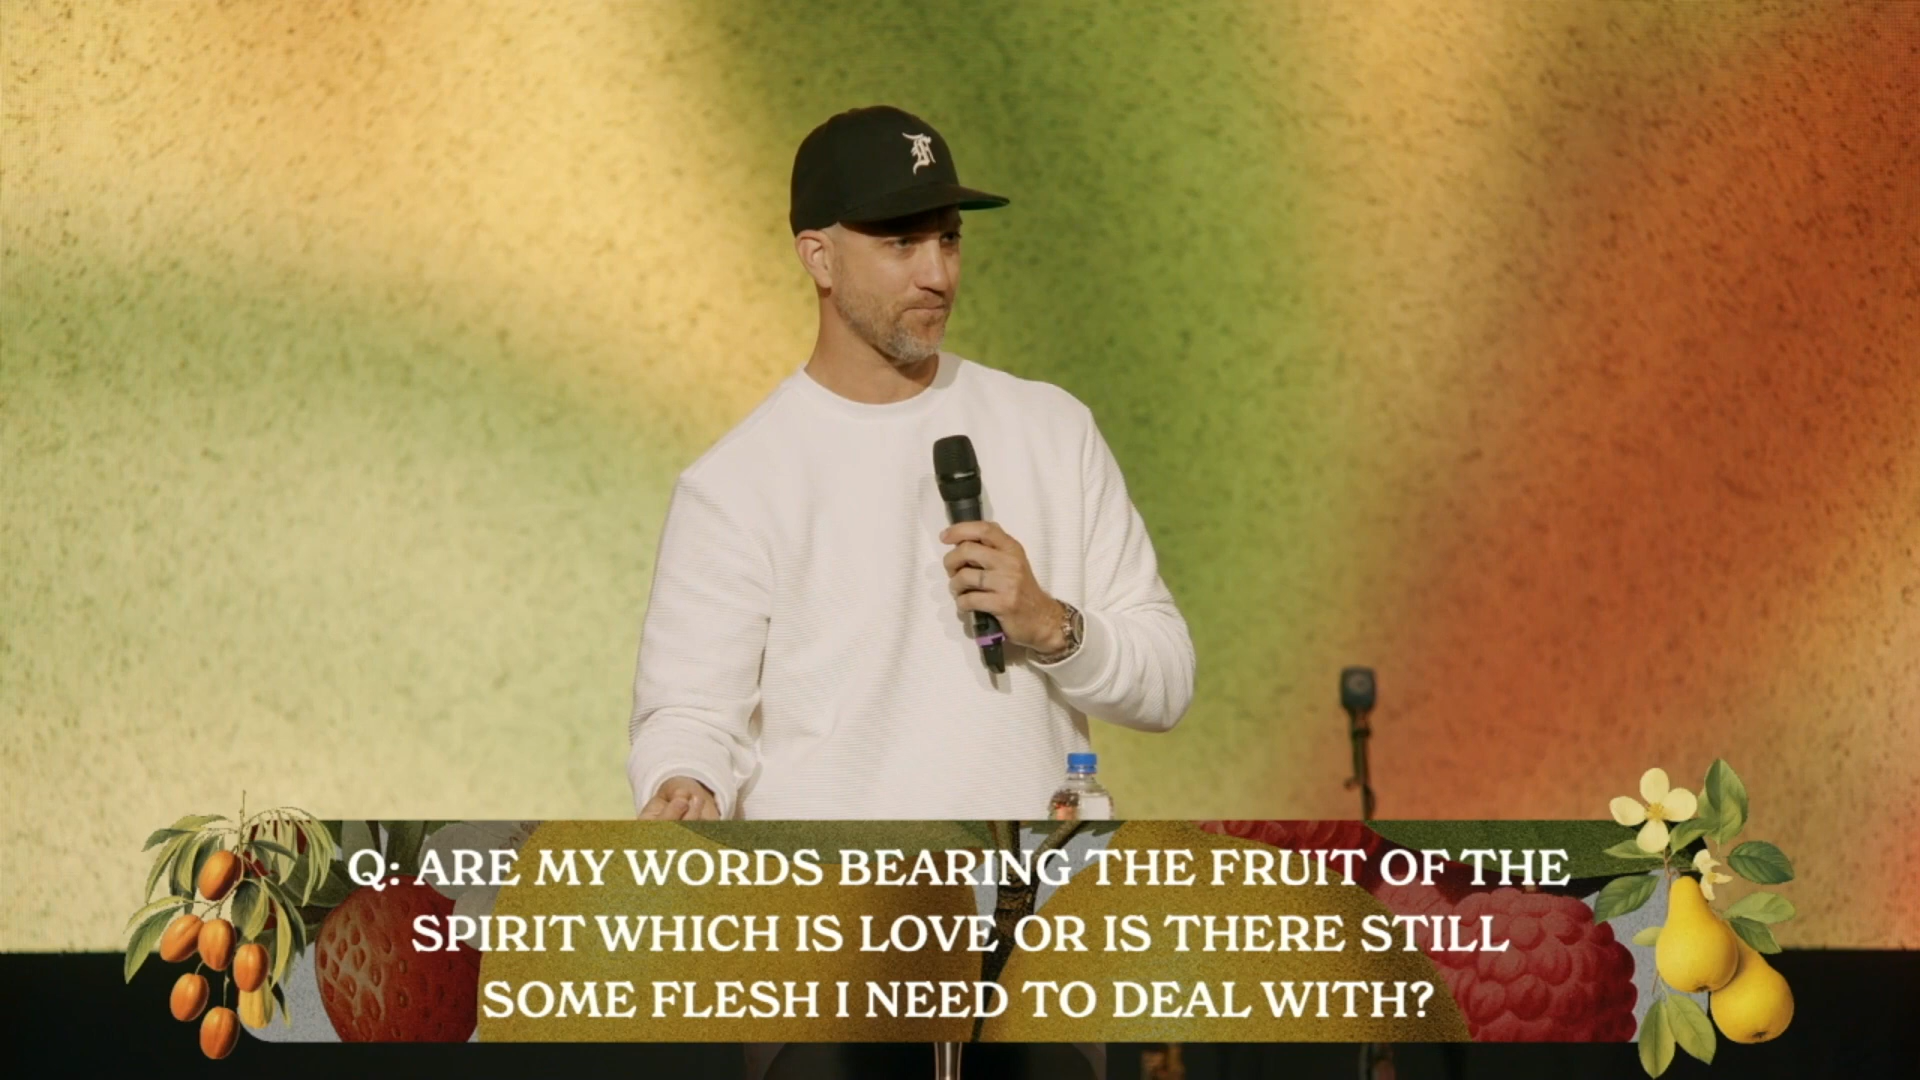 Q: ARE MY WORDS BEARING THE FRUIT OF THE
SPIRIT WHICH IS LOVE OR IS THERE STILL
SOME FLESH I NEED TO DEAL WITH?